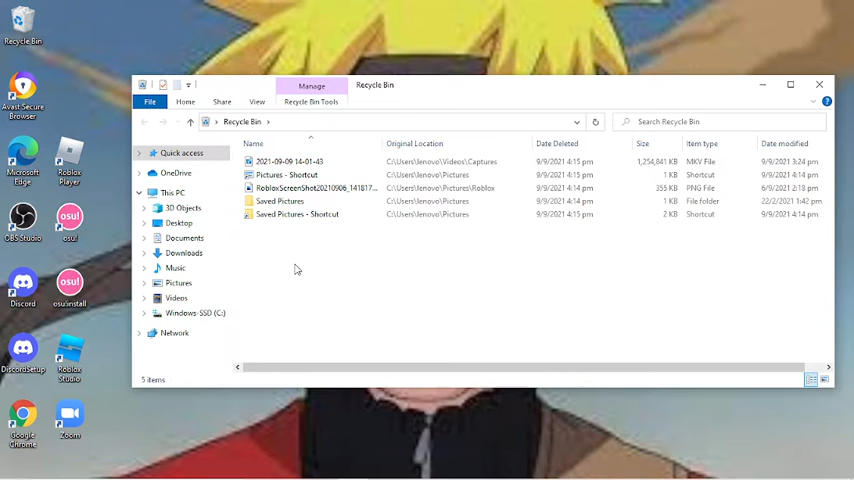 Recycle Bin
Avast Secure
Browser
Microsoft
Edge
Roblox
Player
OBS Studio
osu!
Discord
osu!install
DiscordSetup
Roblox
Studio
Google
Chrome
Zoom
osu!
osu!
Manage
Recycle Bin
File
Home
Share
View
Recycle Bin Tools
Recycle Bin
Search Recycle Bin
Name
Original Location
Date Deleted
Size
Item type
Date modified
2021-09-09 14-01-43
C:\Users\lenovo\Videos\Captures
9/9/2021 4:15 pm
1,254,841 KB
MKV File
9/9/2021 3:24 pm
Pictures - Shortcut
C:\Users\lenovo\Pictures
9/9/2021 4:15 pm
1 KB
Shortcut
9/9/2021 4:14 pm
RobloxScreenShot20210906_141817...
C:\Users\lenovo\Pictures\Roblox
9/9/2021 4:14 pm
355 KB
PNG File
6/9/2021 2:18 pm
Saved Pictures
C:\Users\lenovo\Pictures
9/9/2021 4:14 pm
1 KB
File folder
22/2/2021 1:42 pm
Saved Pictures - Shortcut
C:\Users\lenovo\Pictures
9/9/2021 4:15 pm
2 KB
Shortcut
9/9/2021 4:14 pm
Quick access
OneDrive
This PC
3D Objects
Desktop
Documents
Downloads
Music
Pictures
Videos
Windows-SSD (C:)
Network
5 items